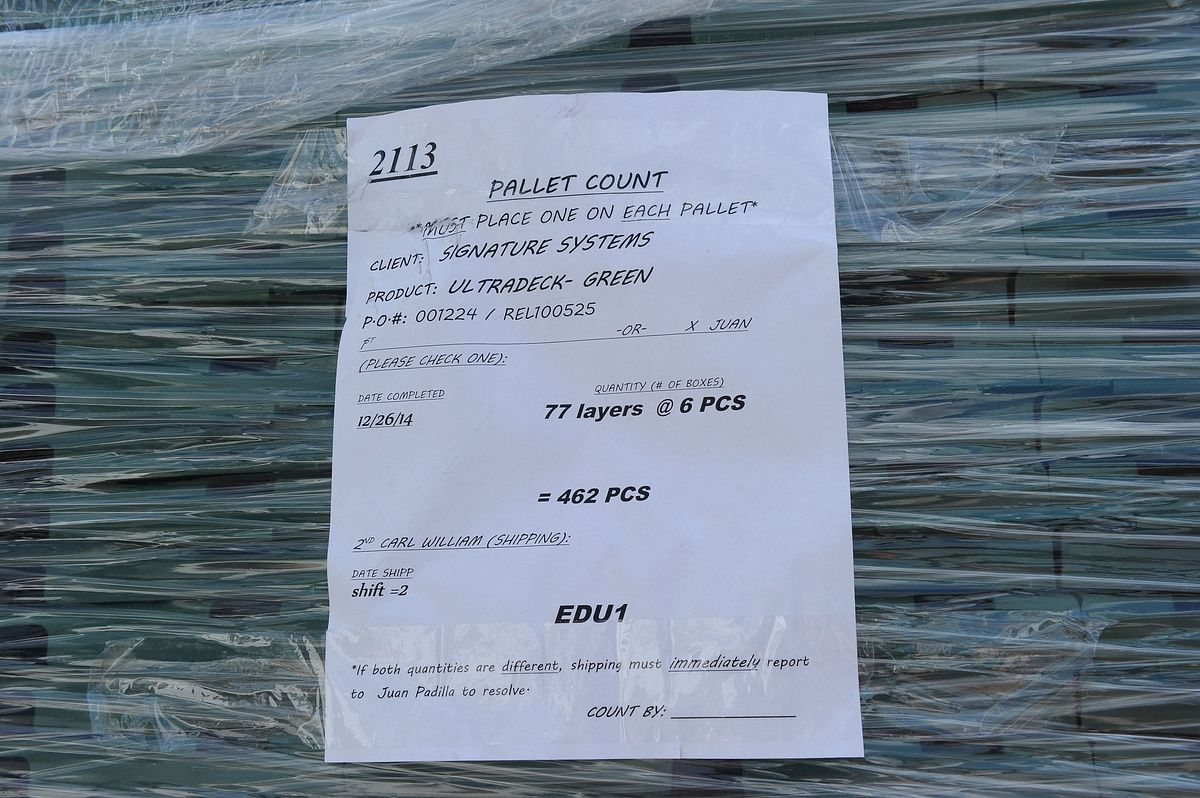 2113
PALLET COUNT
*MUST PLACE ONE ON EACH PALLET*
CLIENT: SIGNATURE SYSTEMS
PRODUCT: ULTRADECK- GREEN
P.O.#: 001224 / REL100525
-OR- X JUAN
(PLEASE CHECK ONE):
DATE COMPLETED QUANTITY (# OF BOXES)
12/26/14 77 layers @ 6 PCS
= 462 PCS
2ND CARL WILLIAM (SHIPPING):
DATE SHIPP
shift =2
EDU1
*If both quantities are different, shipping must immediately report
to Juan Padilla to resolve.
COUNT BY: